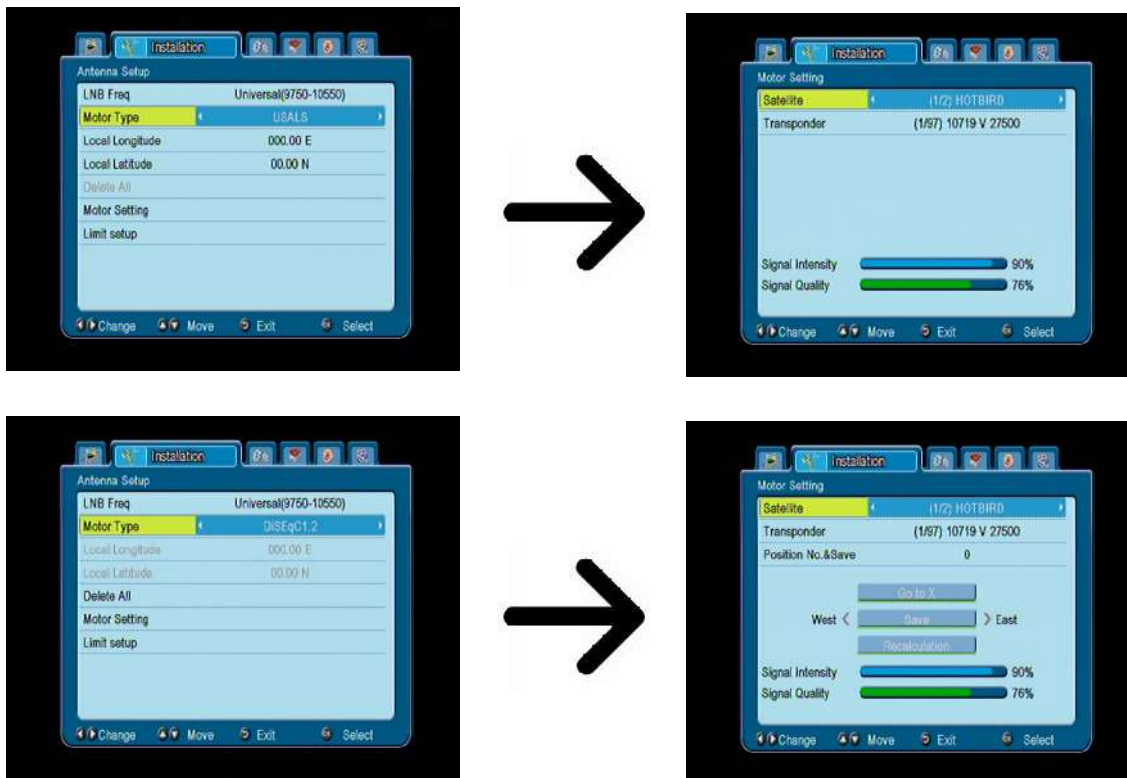 Installation
Antenna Setup
LNB Freq Universal(9750-10550)
Motor Type USALS
Local Longitude 000.00 E
Local Latitude 00.00 N
Delete All
Motor Setting
Limit setup
Change Move Exit Select
Installation
Motor Setting
Satellite (1/2) HOTBIRD
Transponder (1/97) 10719 V 27500
Signal Intensity 90%
Signal Quality 76%
Change Move Exit Select
Installation
Antenna Setup
LNB Freq Universal(9750-10550)
Motor Type DiSEqC1.2
Local Longitude 000.00 E
Local Latitude 00.00 N
Delete All
Motor Setting
Limit setup
Change Move Exit Select
Installation
Motor Setting
Satellite (1/2) HOTBIRD
Transponder (1/97) 10719 V 27500
Position No.&Save 0
Go to X
West Save East
Recalculation
Signal Intensity 90%
Signal Quality 76%
Change Move Exit Select